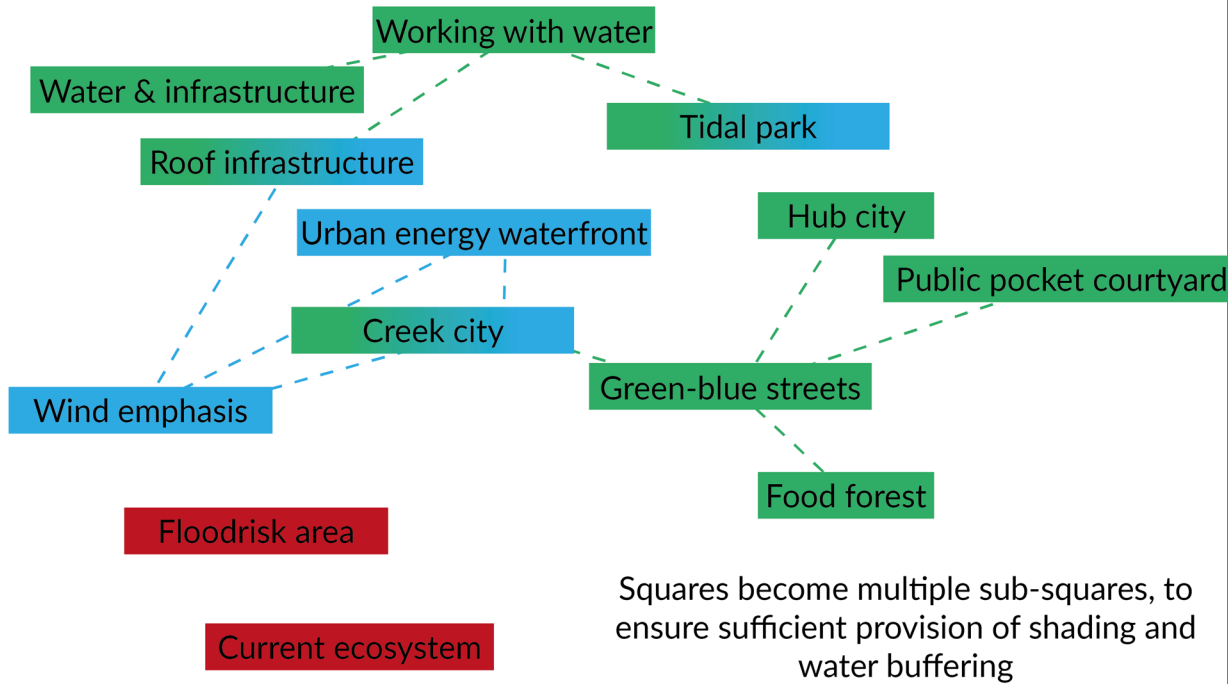 Working with water
Water & infrastructure
Tidal park
Roof infrastructure
Hub city
Urban energy waterfront
Public pocket courtyard
Creek city
Green-blue streets
Wind emphasis
Food forest
Floodrisk area
Squares become multiple sub-squares, to
ensure sufficient provision of shading and
water buffering
Current ecosystem